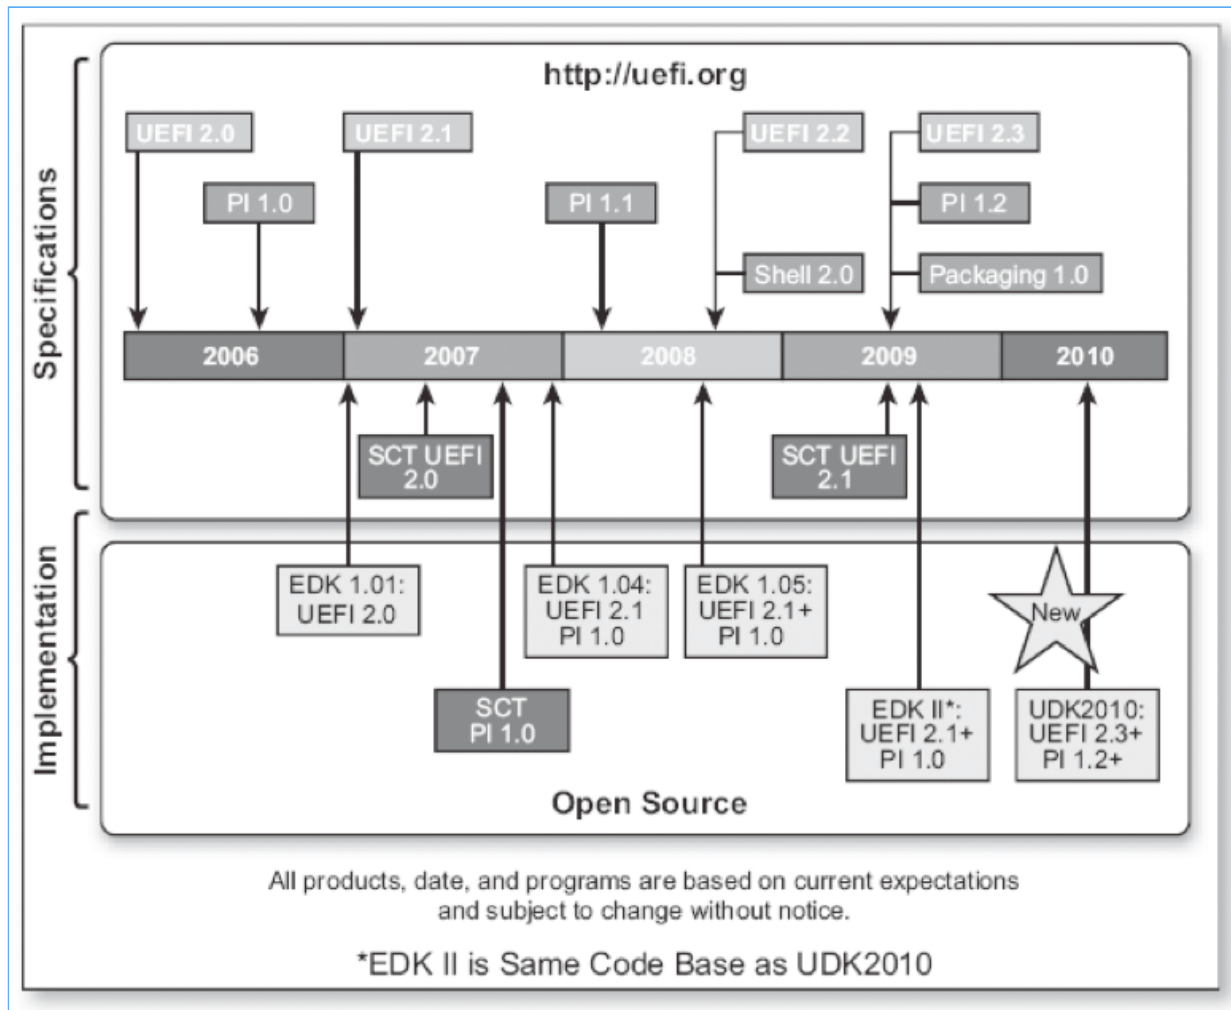 http://uefi.org
UEFI 2.0
UEFI 2.1
UEFI 2.2
UEFI 2.3
PI 1.0
PI 1.1
PI 1.2
Shell 2.0
Packaging 1.0
Specifications
2006
2007
2008
2009
2010
SCT UEFI
2.0
SCT UEFI
2.1
Implementation
EDK 1.01:
UEFI 2.0
EDK 1.04:
UEFI 2.1
PI 1.0
EDK 1.05:
UEFI 2.1+
PI 1.0
New
SCT
PI 1.0
EDK II*:
UEFI 2.1+
PI 1.0
UDK2010:
UEFI 2.3+
PI 1.2+
Open Source
All products, date, and programs are based on current expectations
and subject to change without notice.
*EDK II is Same Code Base as UDK2010